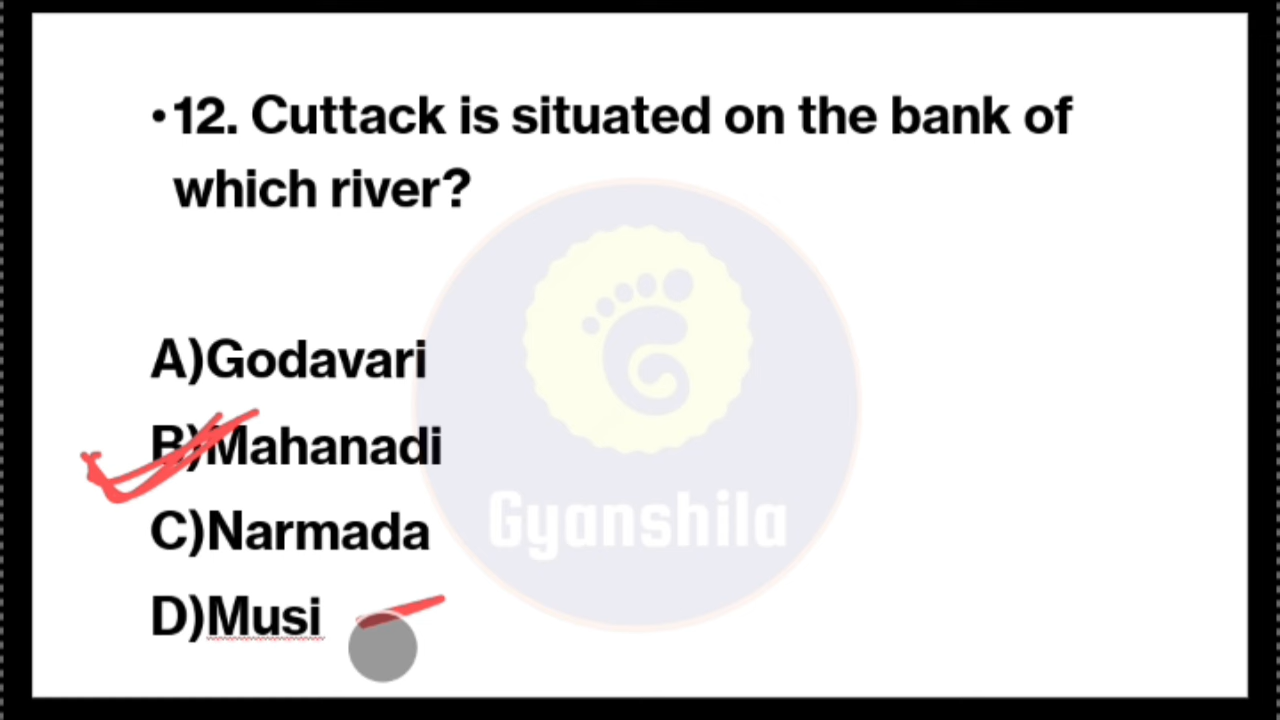 •12. Cuttack is situated on the bank of
which river?
A)Godavari
B)Mahanadi
C)Narmada
D)Musi
Gyanshila